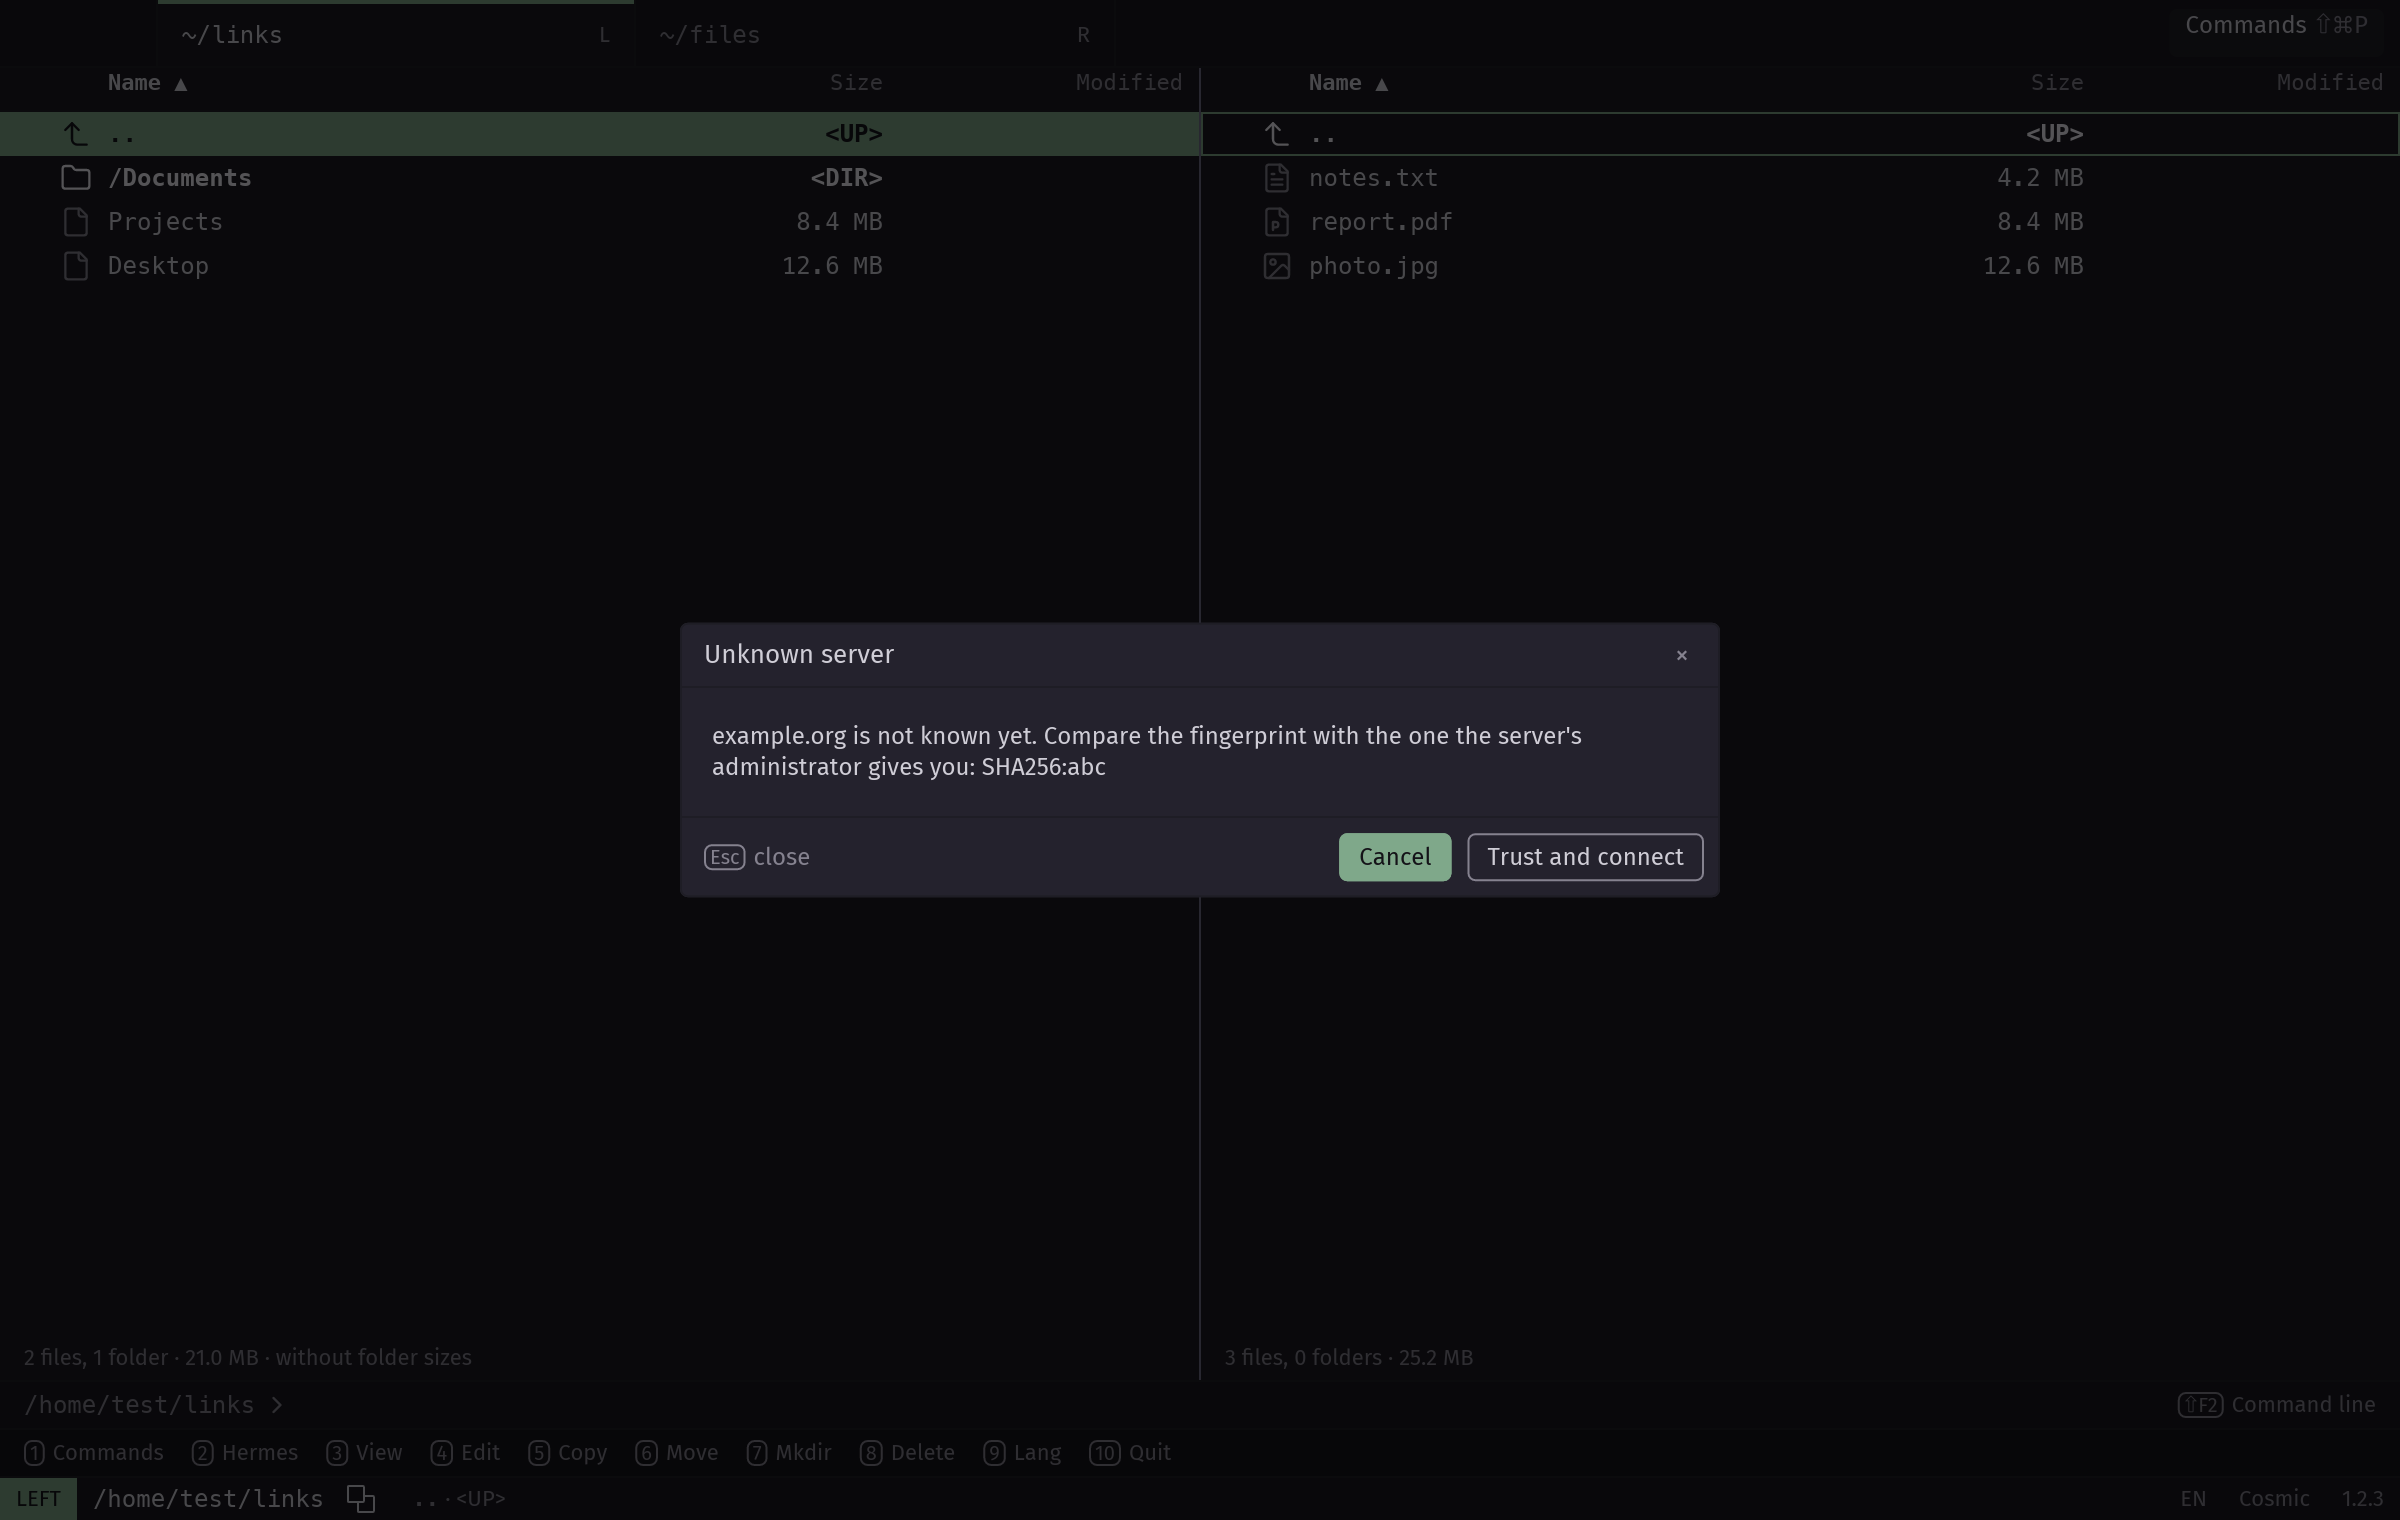 ~/links L ~/files R Commands ⇧⌘P
Name ▲ Size Modified Name ▲ Size Modified
.. <UP> .. <UP>
/Documents <DIR> notes.txt 4.2 MB
Projects 8.4 MB report.pdf 8.4 MB
Desktop 12.6 MB photo.jpg 12.6 MB
Unknown server ×
example.org is not known yet. Compare the fingerprint with the one the server's
administrator gives you: SHA256:abc
Esc close Cancel Trust and connect
2 files, 1 folder · 21.0 MB · without folder sizes 3 files, 0 folders · 25.2 MB
/home/test/links > ⇧F2 Command line
1 Commands 2 Hermes 3 View 4 Edit 5 Copy 6 Move 7 Mkdir 8 Delete 9 Lang 10 Quit
LEFT /home/test/links .. · <UP> EN Cosmic 1.2.3